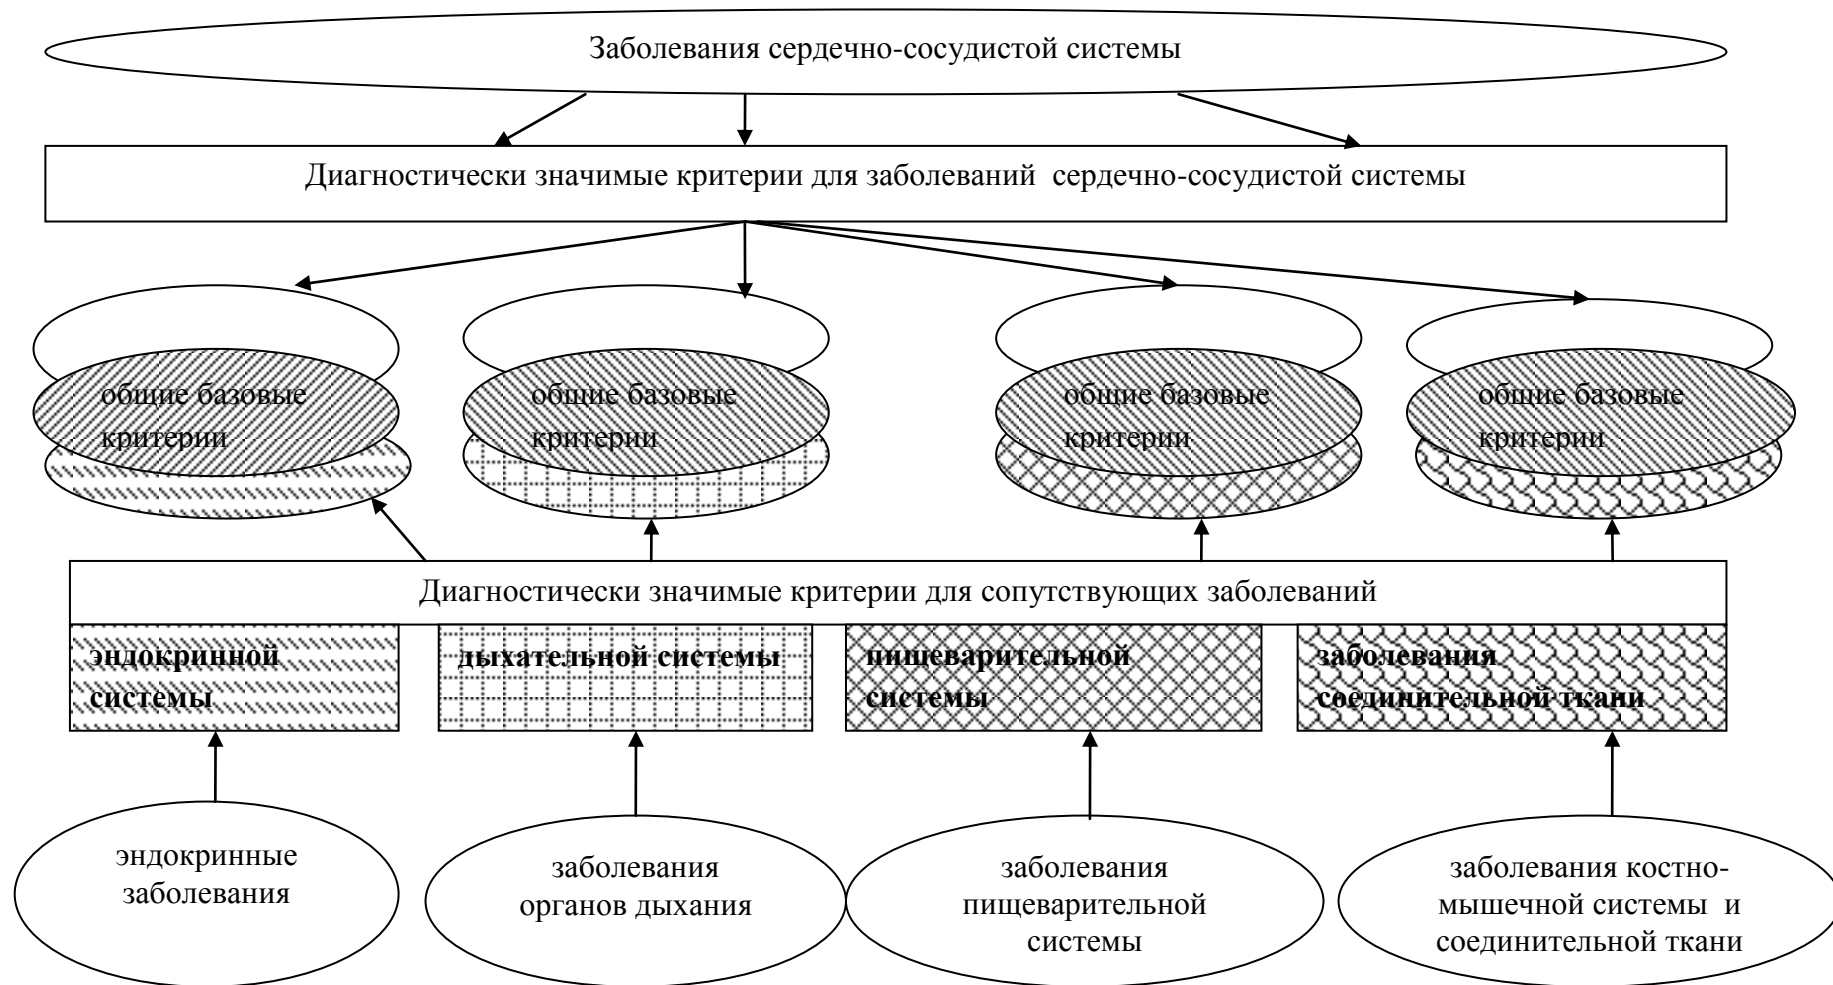 Заболевания сердечно-сосудистой системы
Диагностически значимые критерии для заболеваний сердечно-сосудистой системы
общие базовые
критерии
общие базовые
критерии
общие базовые
критерии
общие базовые
критерии
Диагностически значимые критерии для сопутствующих заболеваний
эндокринной
системы
дыхательной системы
пищеварительной
системы
заболевания
соединительной ткани
эндокринные
заболевания
заболевания
органов дыхания
заболевания
пищеварительной
системы
заболевания костно-
мышечной системы и
соединительной ткани